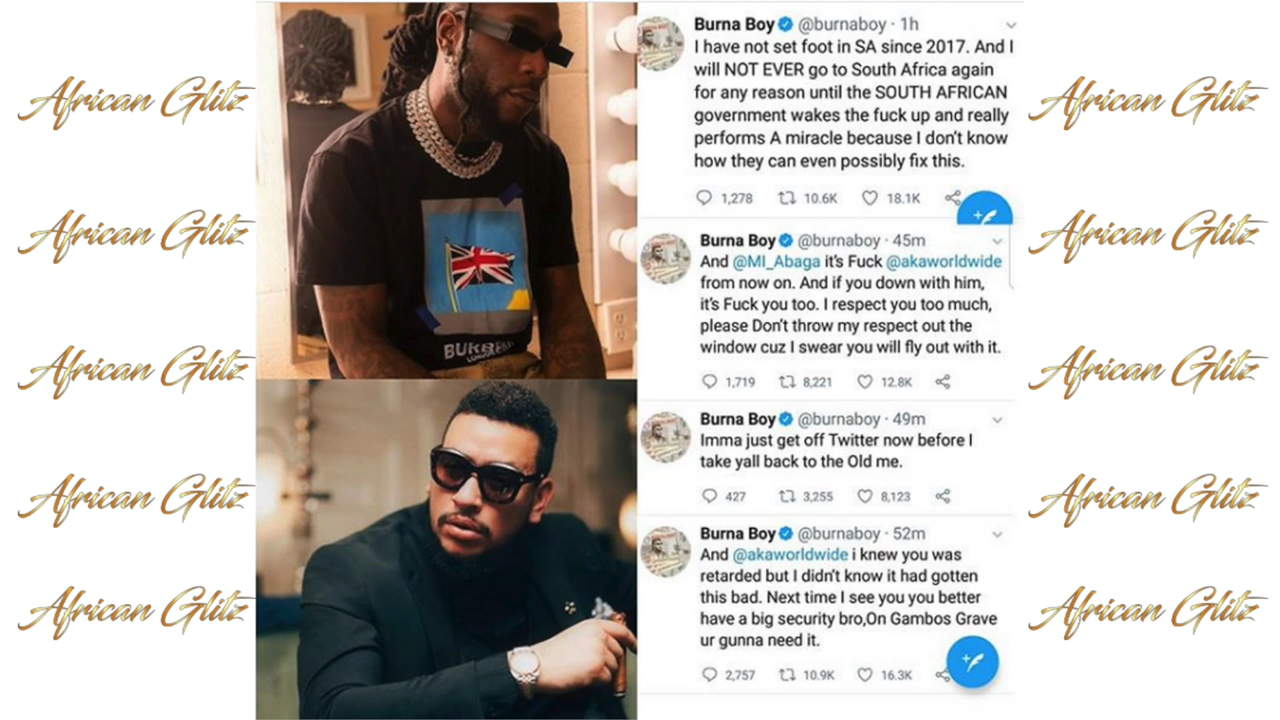 African Glitz
African Glitz
African Glitz
African Glitz
African Glitz
BURBERRY
LONDON
Burna Boy @burnaboy · 1h
I have not set foot in SA since 2017. And I
will NOT EVER go to South Africa again
for any reason until the SOUTH AFRICAN
government wakes the fuck up and really
performs A miracle because I don't know
how they can even possibly fix this.
1,278 10.6K 18.1K
Burna Boy @burnaboy · 45m
And @MI_Abaga it's Fuck @akaworldwide
from now on. And if you down with him,
it's Fuck you too. I respect you too much,
please Don't throw my respect out the
window cuz I swear you will fly out with it.
1,719 8,221 12.8K
Burna Boy @burnaboy · 49m
Imma just get off Twitter now before I
take yall back to the Old me.
427 3,255 8,123
Burna Boy @burnaboy · 52m
And @akaworldwide i knew you was
retarded but I didn't know it had gotten
this bad. Next time I see you you better
have a big security bro,On Gambos Grave
ur gunna need it.
2,757 10.9K 16.3K
African Glitz
African Glitz
African Glitz
African Glitz
African Glitz